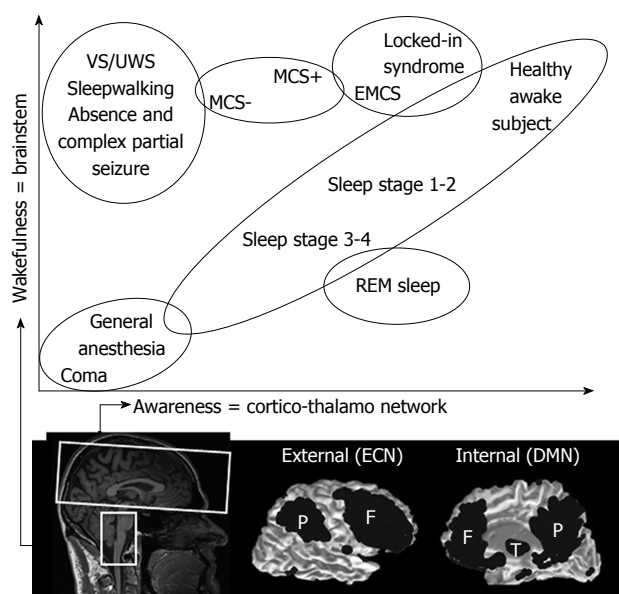 Wakefulness = brainstem
VS/UWS
Sleepwalking
Absence and
complex partial
seizure
MCS+
MCS-
Locked-in
syndrome
EMCS
Healthy
awake
subject
Sleep stage 1-2
Sleep stage 3-4
REM sleep
General
anesthesia
Coma
Awareness = cortico-thalamo network
External (ECN)
Internal (DMN)
P
F
F
T
P